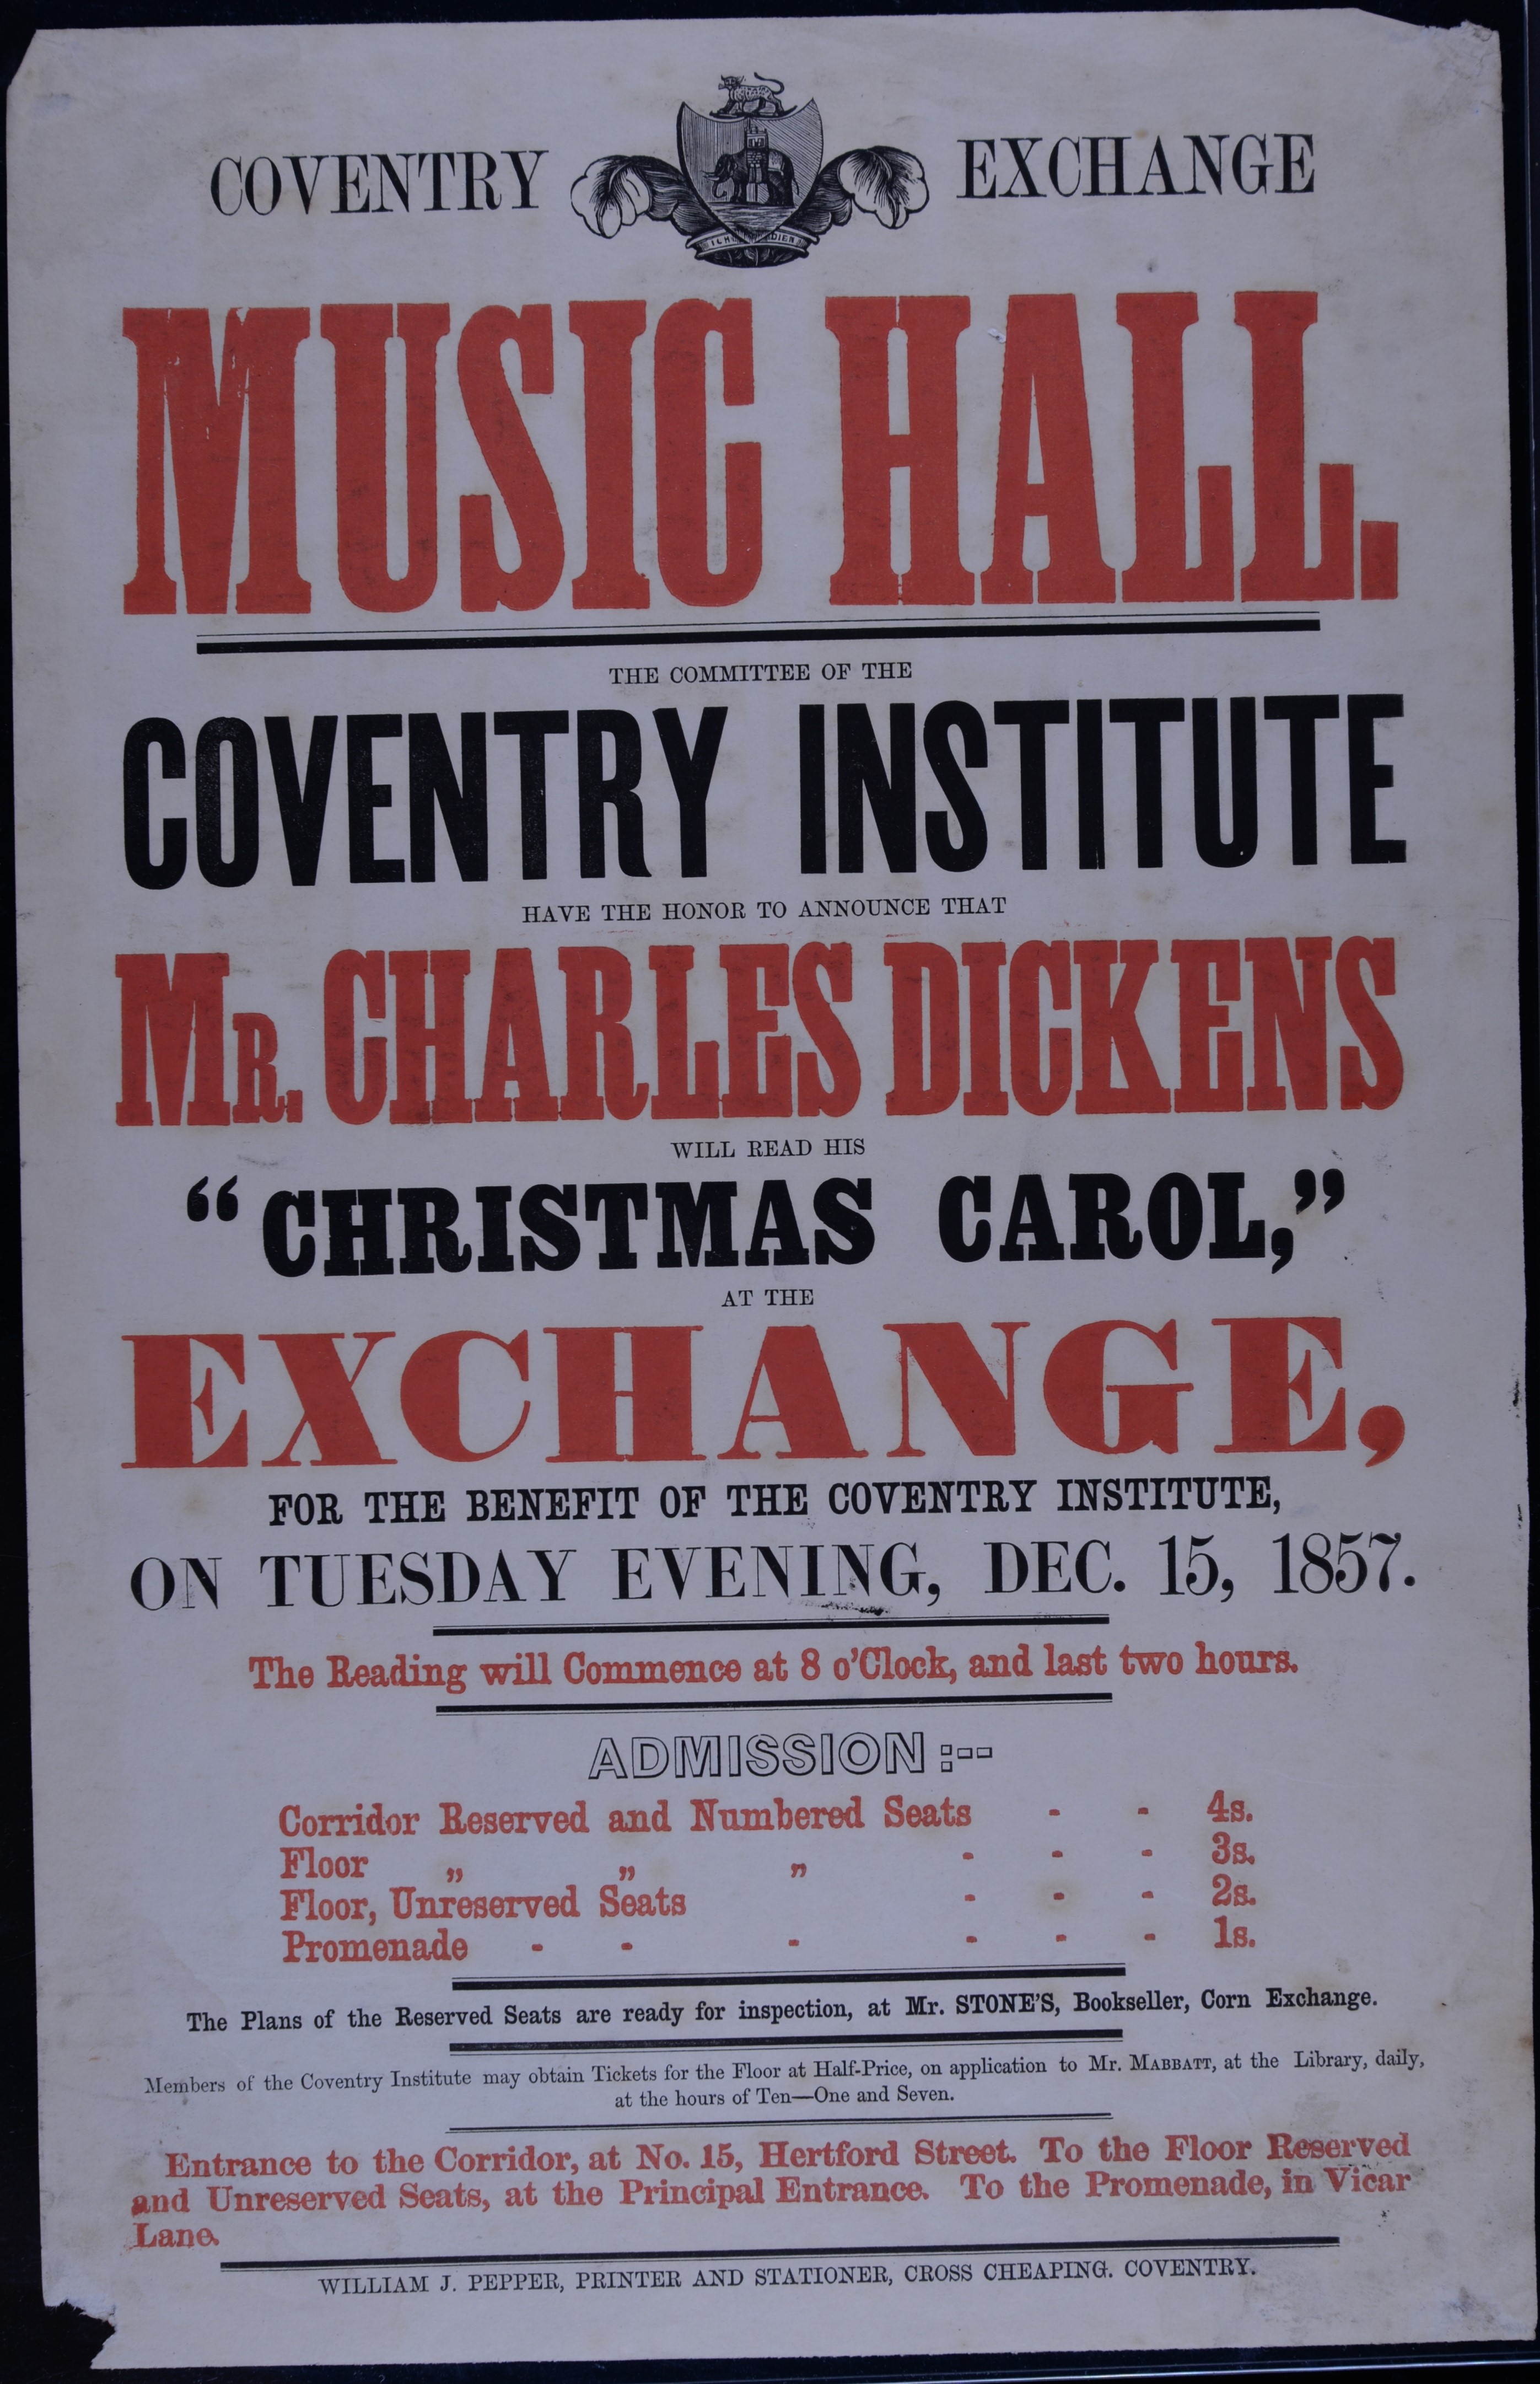 COVENTRY EXCHANGE
ICH DIEN
MUSIC HALL.
THE COMMITTEE OF THE
COVENTRY INSTITUTE
HAVE THE HONOR TO ANNOUNCE THAT
MR. CHARLES DICKENS
WILL READ HIS
“CHRISTMAS CAROL,”
AT THE
EXCHANGE,
FOR THE BENEFIT OF THE COVENTRY INSTITUTE,
ON TUESDAY EVENING, DEC. 15, 1857.
The Reading will Commence at 8 o’Clock, and last two hours.
ADMISSION:--
Corridor Reserved and Numbered Seats - - 4s.
Floor „ „ „ - - - 3s.
Floor, Unreserved Seats - - - 2s.
Promenade - - - - - - 1s.
The Plans of the Reserved Seats are ready for inspection, at Mr. STONE’S, Bookseller, Corn Exchange.
Members of the Coventry Institute may obtain Tickets for the Floor at Half-Price, on application to Mr. MABBATT, at the Library, daily,
at the hours of Ten—One and Seven.
Entrance to the Corridor, at No. 15, Hertford Street. To the Floor Reserved
and Unreserved Seats, at the Principal Entrance. To the Promenade, in Vicar
Lane.
WILLIAM J. PEPPER, PRINTER AND STATIONER, CROSS CHEAPING. COVENTRY.